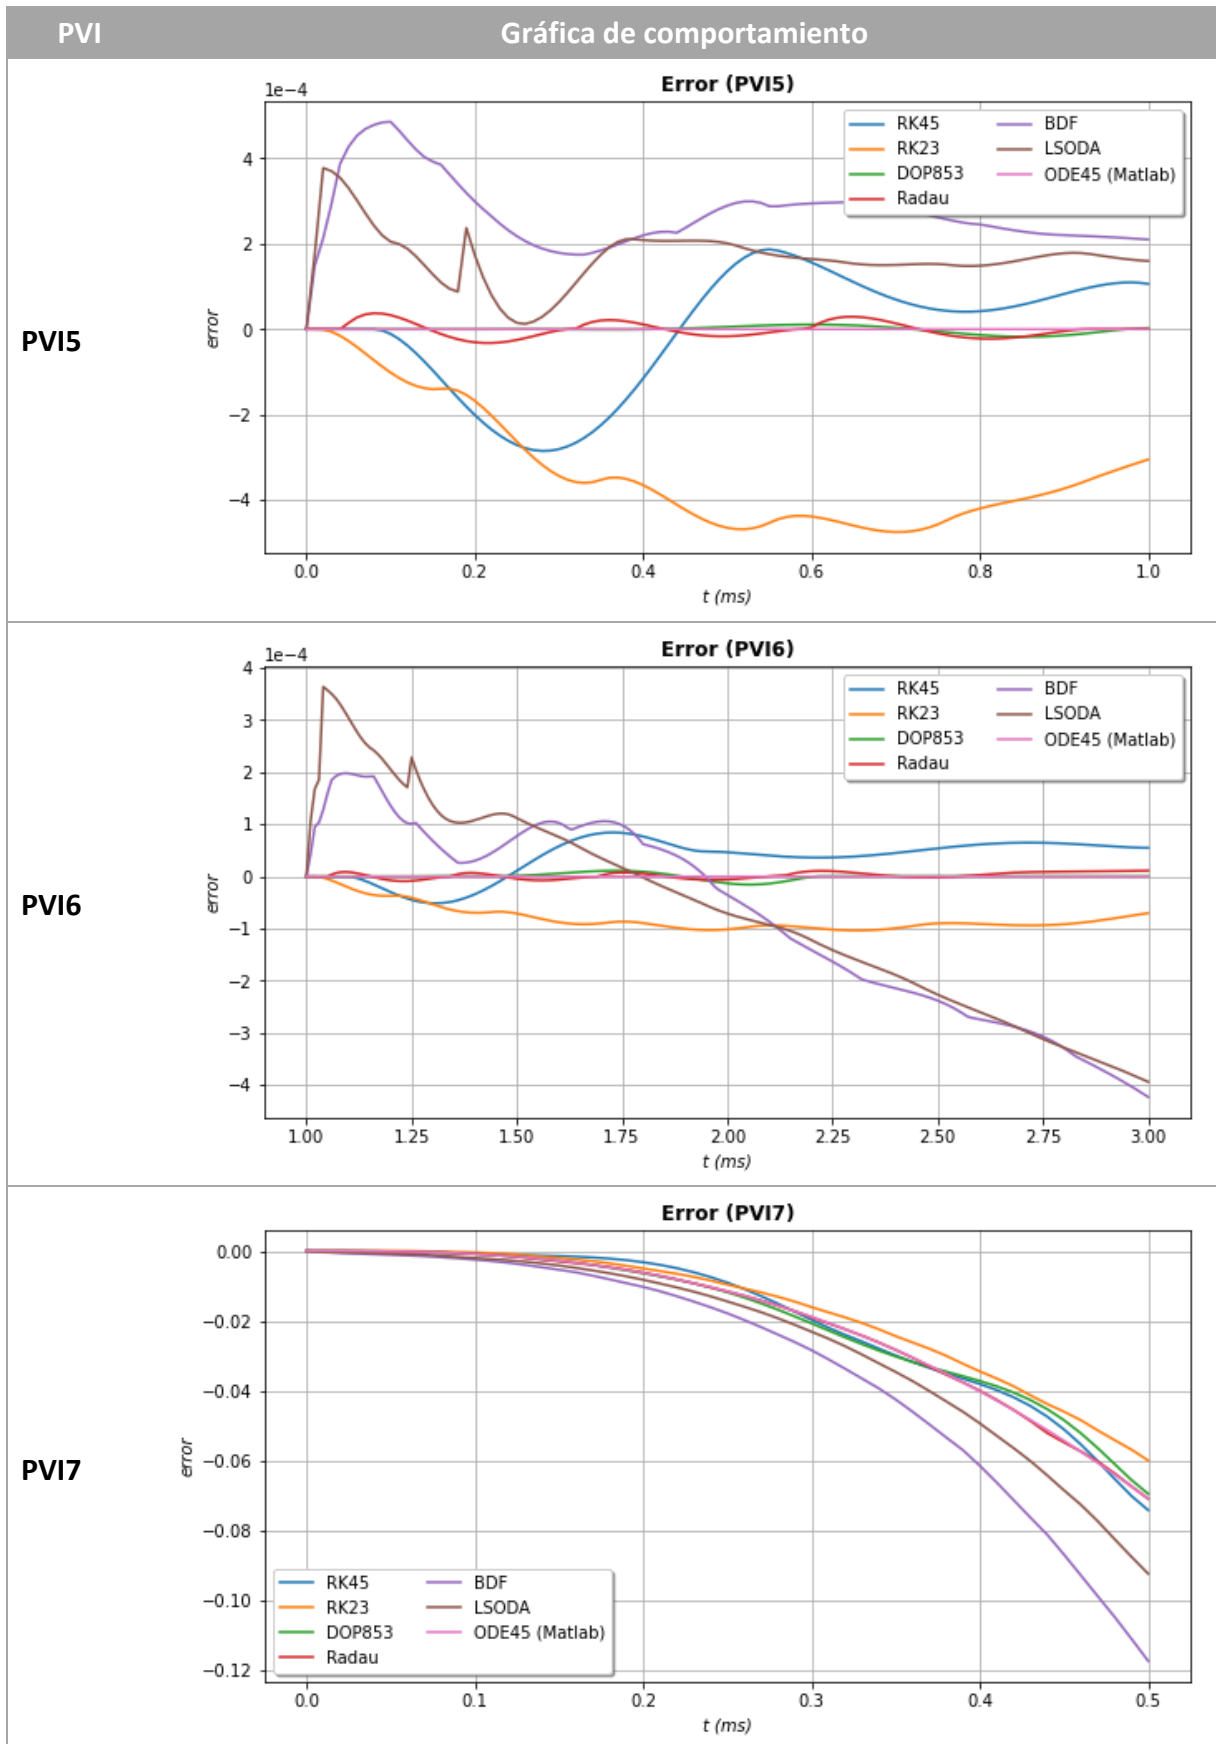 PVI Gráfica de comportamiento
PVI5
Error (PVI5)
1e−4
4
2
0
−2
−4
error
0.0 0.2 0.4 0.6 0.8 1.0
t (ms)
RK45 BDF
RK23 LSODA
DOP853 ODE45 (Matlab)
Radau
PVI6
Error (PVI6)
1e−4
4
3
2
1
0
−1
−2
−3
−4
error
1.00 1.25 1.50 1.75 2.00 2.25 2.50 2.75 3.00
t (ms)
RK45 BDF
RK23 LSODA
DOP853 ODE45 (Matlab)
Radau
PVI7
Error (PVI7)
0.00
−0.02
−0.04
−0.06
−0.08
−0.10
−0.12
error
RK45 BDF
RK23 LSODA
DOP853 ODE45 (Matlab)
Radau
0.0 0.1 0.2 0.3 0.4 0.5
t (ms)